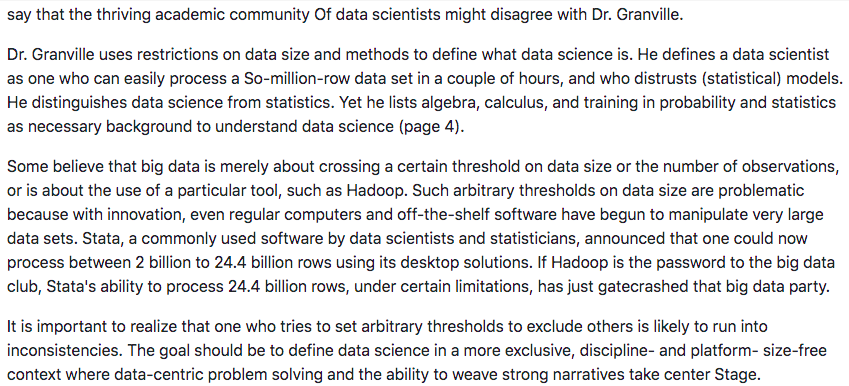 say that the thriving academic community Of data scientists might disagree with Dr. Granville.
Dr. Granville uses restrictions on data size and methods to define what data science is. He defines a data scientist
as one who can easily process a So-million-row data set in a couple of hours, and who distrusts (statistical) models.
He distinguishes data science from statistics. Yet he lists algebra, calculus, and training in probability and statistics
as necessary background to understand data science (page 4).
Some believe that big data is merely about crossing a certain threshold on data size or the number of observations,
or is about the use of a particular tool, such as Hadoop. Such arbitrary thresholds on data size are problematic
because with innovation, even regular computers and off-the-shelf software have begun to manipulate very large
data sets. Stata, a commonly used software by data scientists and statisticians, announced that one could now
process between 2 billion to 24.4 billion rows using its desktop solutions. If Hadoop is the password to the big data
club, Stata's ability to process 24.4 billion rows, under certain limitations, has just gatecrashed that big data party.
It is important to realize that one who tries to set arbitrary thresholds to exclude others is likely to run into
inconsistencies. The goal should be to define data science in a more exclusive, discipline- and platform- size-free
context where data-centric problem solving and the ability to weave strong narratives take center Stage.